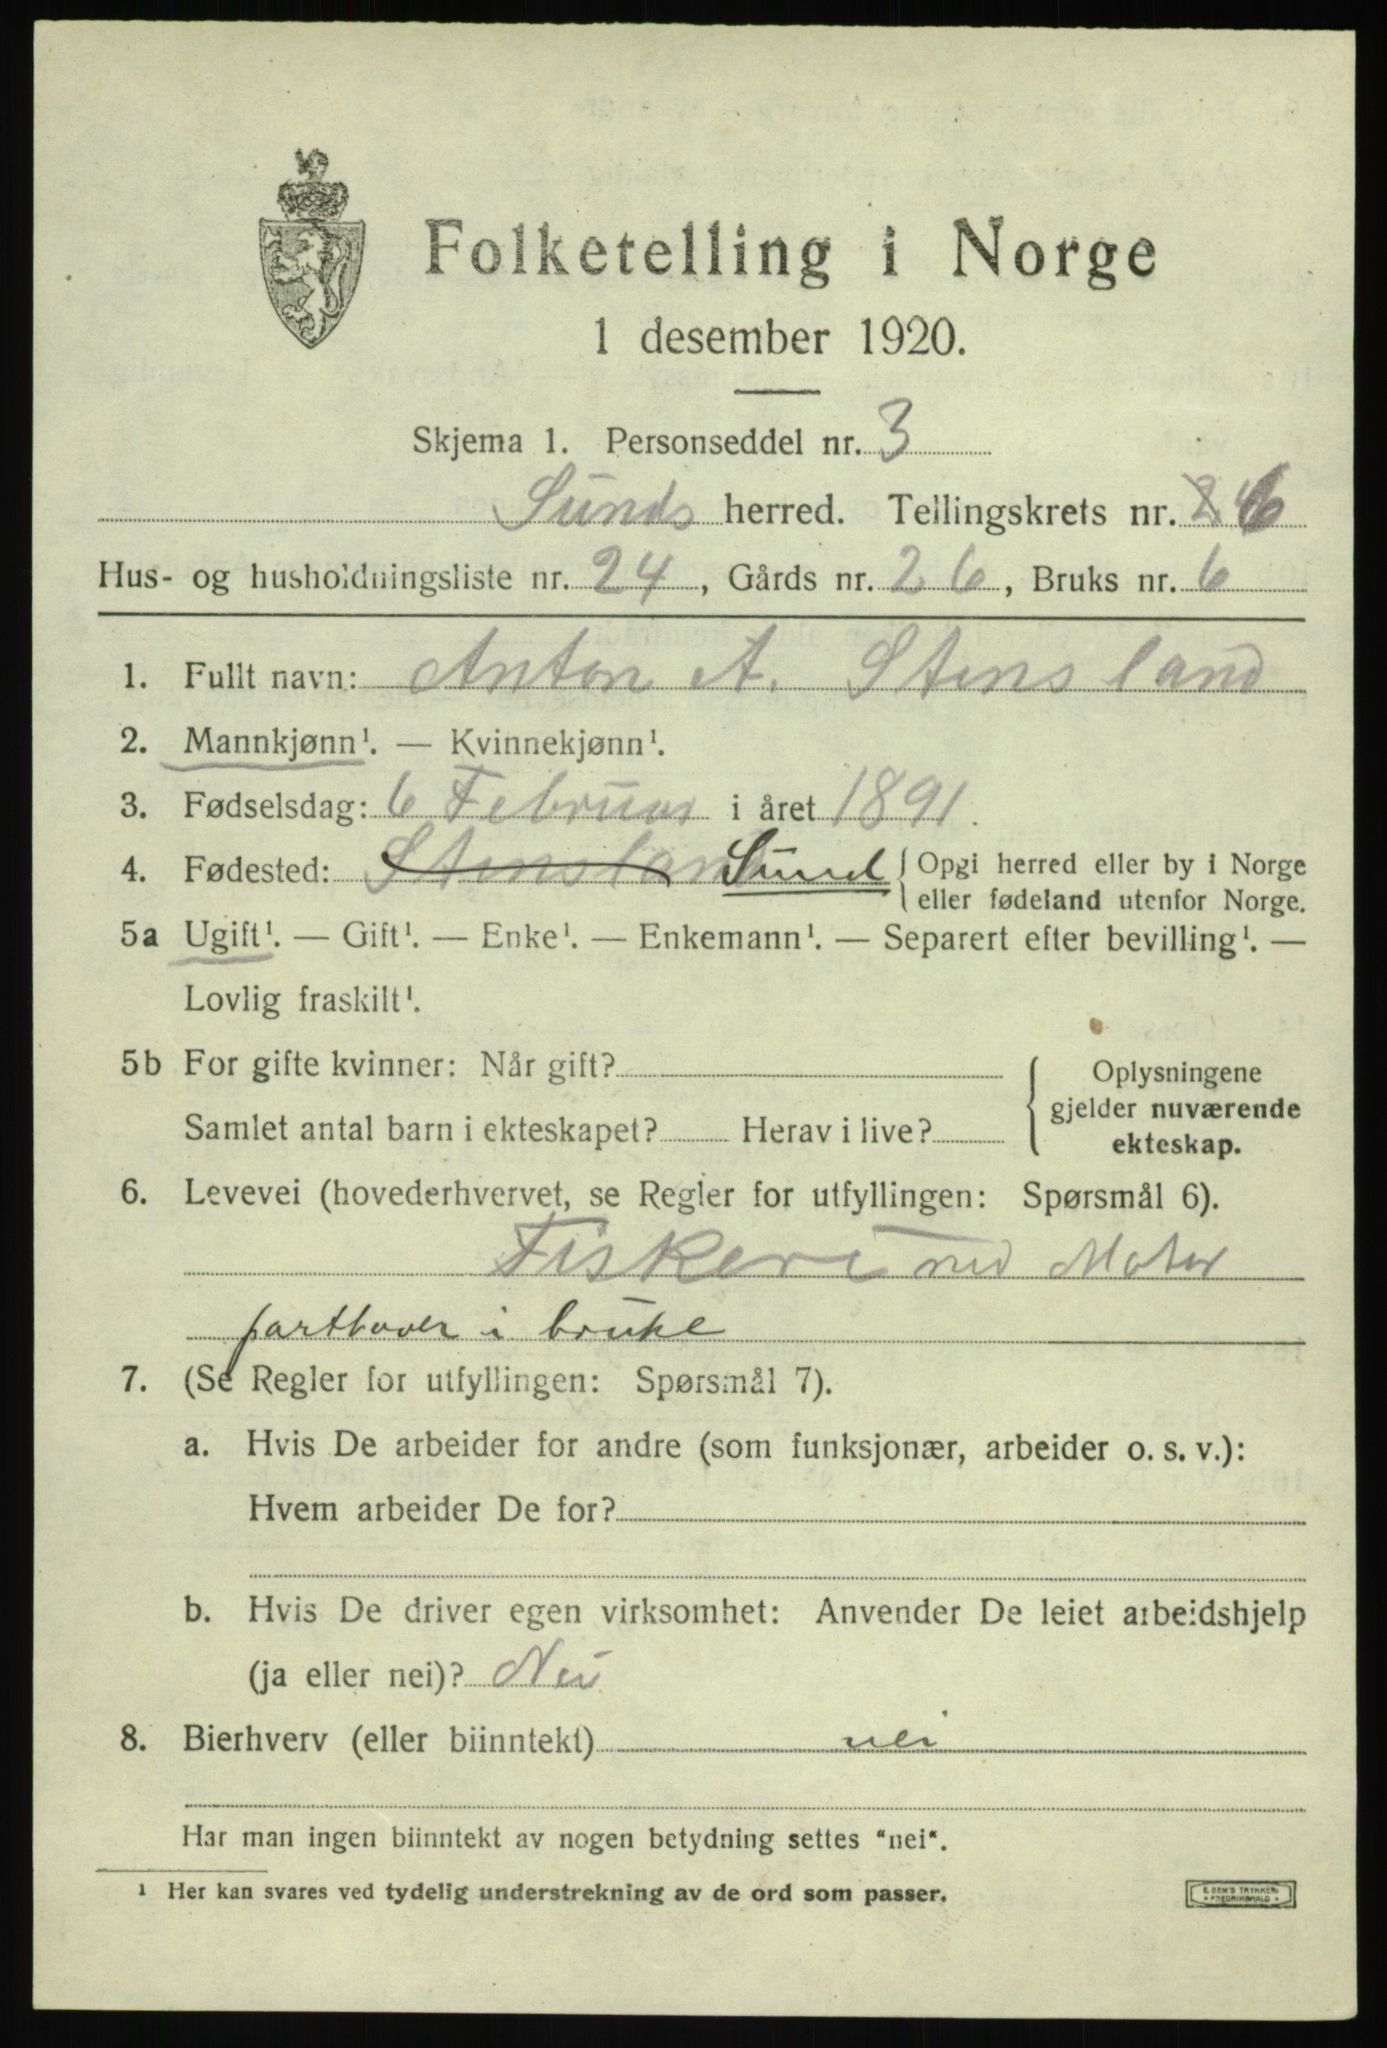 Folketelling i Norge
1 desember 1920.
Skjema 1. Personseddel nr. 3
Sunds herred. Tellingskrets nr. 6
Hus- og husholdningsliste nr. 24, Gårds nr. 26, Bruks nr. 6
1. Fullt navn: Anton A. Stensland
2. Mannkjønn¹. — Kvinnekjønn¹.
3. Fødselsdag: 6 Februar i året 1891.
4. Fødested: Stensland Sund { Opgi herred eller by i Norge
eller fødeland utenfor Norge.
5a Ugift¹. — Gift¹. — Enke¹. — Enkemann¹. — Separert efter bevilling¹. —
Lovlig fraskilt¹.
5b For gifte kvinner: Når gift? { Oplysningene
gjelder nuværende
Samlet antal barn i ekteskapet? Herav i live?
ekteskap.
6. Levevei (hovederhvervet, se Regler for utfyllingen: Spørsmål 6).
Fiskeri med Motor
parthaver i bruke
7. (Se Regler for utfyllingen: Spørsmål 7).
a. Hvis De arbeider for andre (som funksjonær, arbeider o. s. v.):
Hvem arbeider De for?
b. Hvis De driver egen virksomhet: Anvender De leiet arbeidshjelp
(ja eller nei)? Nei
8. Bierhverv (eller biinntekt) nei
Har man ingen biinntekt av nogen betydning settes "nei".
¹ Her kan svares ved tydelig understrekning av de ord som passer.